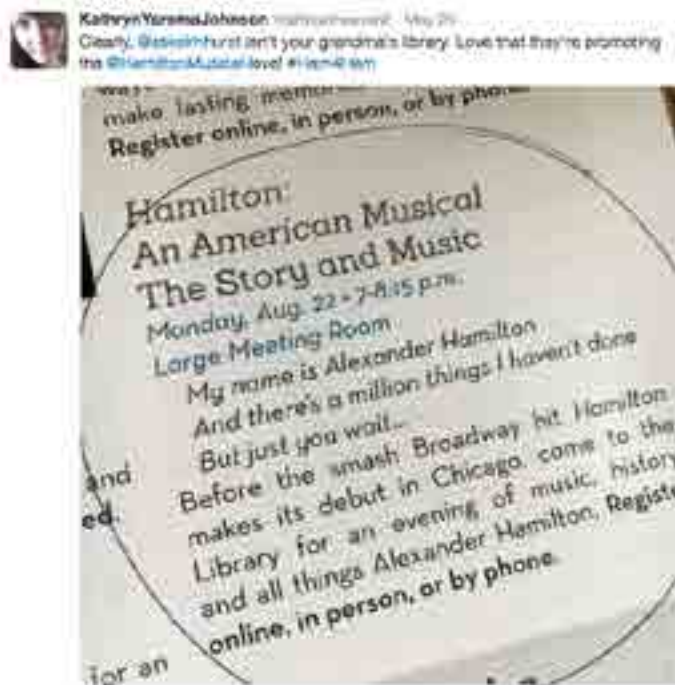 KathrynYaremaJohnson May
Clearly, isn't your grandma's library. Love that they're promoting
the @HamiltonMusical love!
make lasting
Register online, in person, or by phone.
Hamilton:
An American Musical
The Story and Music
Monday, Aug. 22 • 7-8:15 p.m.
Large Meeting Room
My name is Alexander Hamilton
And there's a million things I haven't done
But just you wait...
and
Before the smash Broadway hit Hamilton
ed.
makes its debut in Chicago, come to the
Library for an evening of music, history
and all things Alexander Hamilton. Registe
online, in person, or by phone.
for an